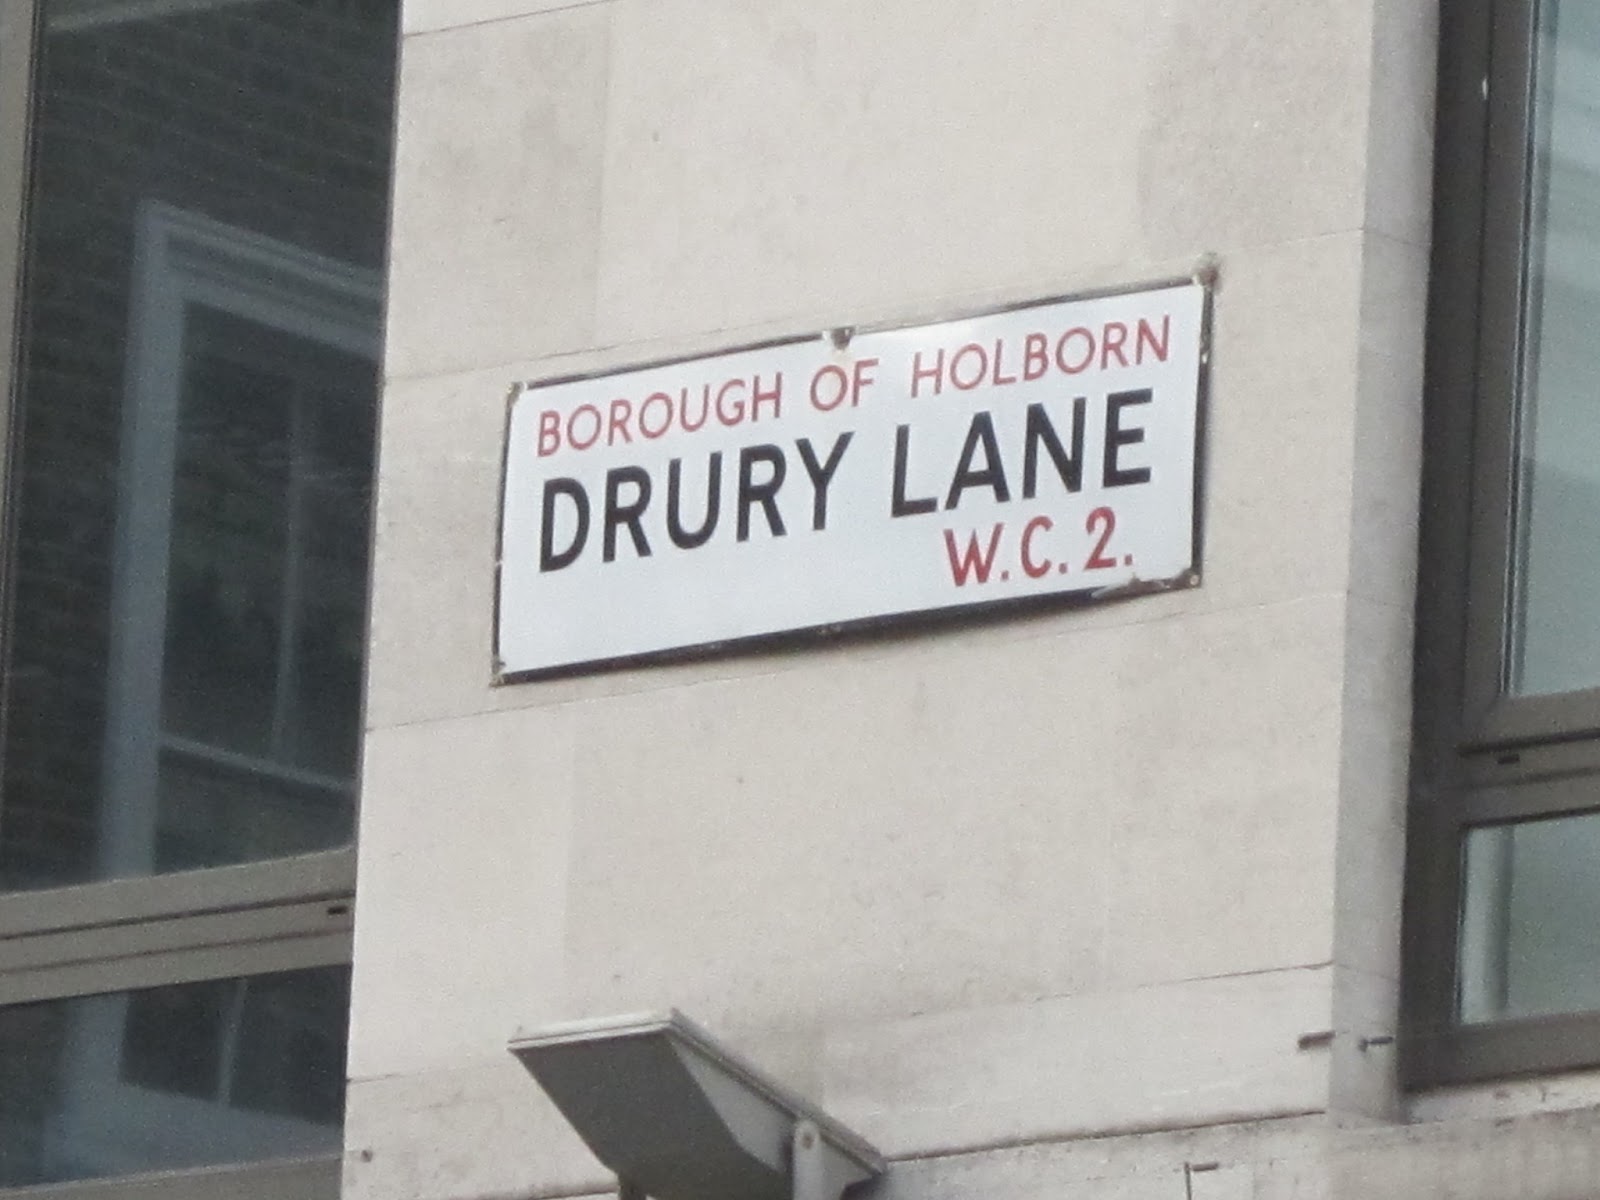 BOROUGH OF HOLBORN
DRURY LANE
W.C.2.